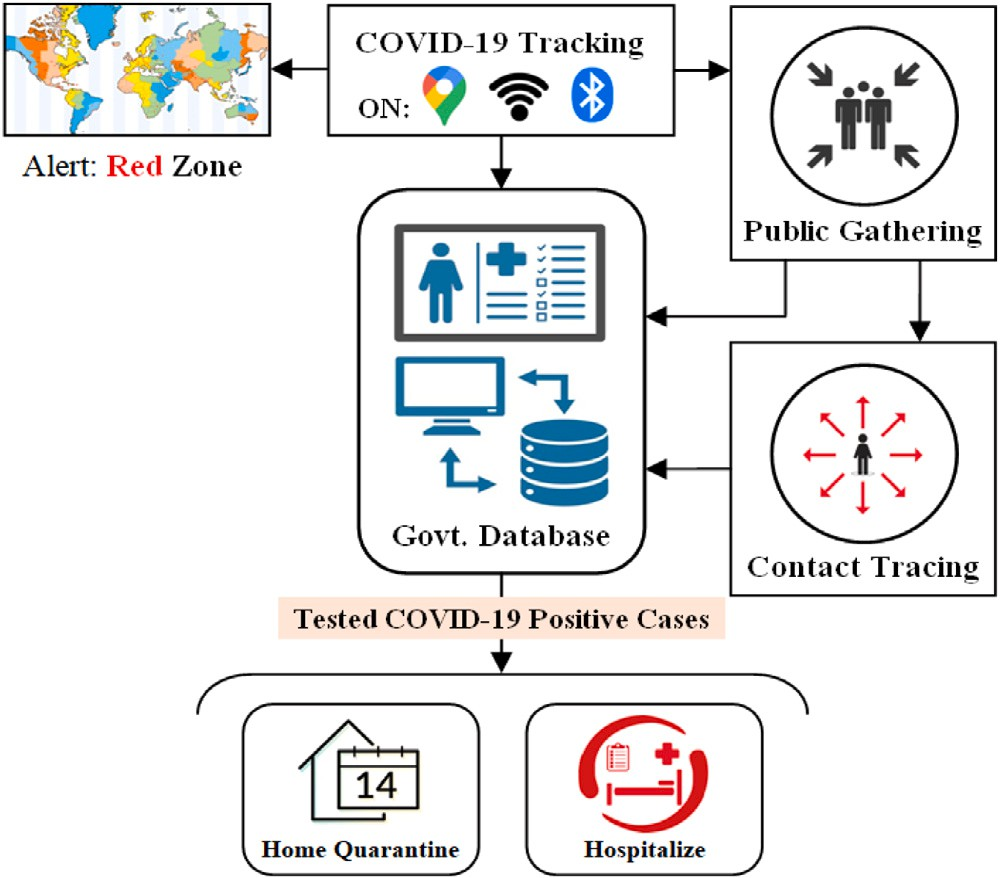 COVID-19 Tracking
ON:
Alert: Red Zone
Public Gathering
Govt. Database
Contact Tracing
Tested COVID-19 Positive Cases
14
Home Quarantine
Hospitalize